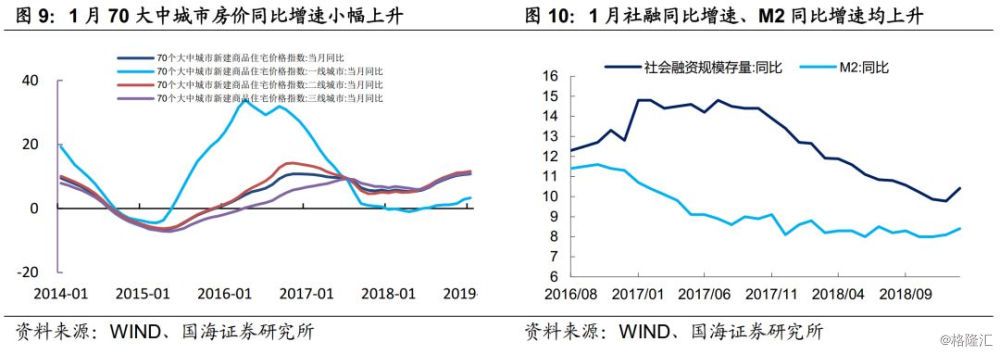 图 9：1 月 70 大中城市房价同比增速小幅上升
70个大中城市新建商品住宅价格指数:当月同比
70个大中城市新建商品住宅价格指数:一线城市:当月同比
70个大中城市新建商品住宅价格指数:二线城市:当月同比
70个大中城市新建商品住宅价格指数:三线城市:当月同比
40
20
0
-20
2014-01 2015-01 2016-01 2017-01 2018-01 2019-
资料来源：WIND、国海证券研究所
图 10：1 月社融同比增速、M2 同比增速均上升
社会融资规模存量:同比 M2:同比
16
15
14
13
12
11
10
9
8
7
6
2016/08 2017/01 2017/06 2017/11 2018/04 2018/09
资料来源：WIND、国海证券研究所
@格隆汇